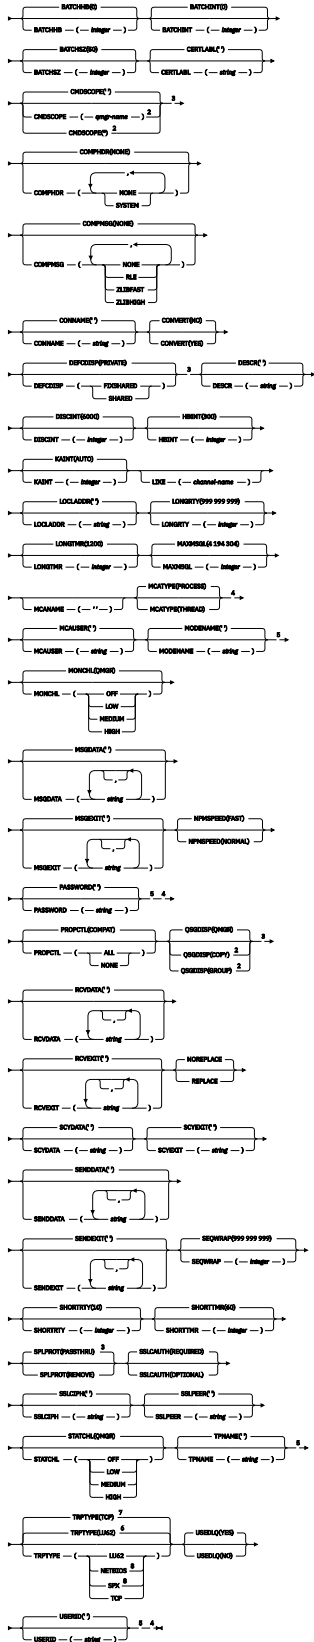 BATCHHB(0) BATCHINT(0)
BATCHHB ( integer ) BATCHINT ( integer )
BATCHSZ(50) CERTLABL(' ')
BATCHSZ ( integer ) CERTLABL ( string )
CMDSCOPE(' ') 3
CMDSCOPE ( qmgr-name ) 2
CMDSCOPE(*) 2
COMPHDR(NONE)
,
COMPHDR ( NONE )
SYSTEM
COMPMSG(NONE)
,
COMPMSG ( NONE )
RLE
ZLIBFAST
ZLIBHIGH
CONNAME(' ') CONVERT(NO)
CONNAME ( string ) CONVERT(YES)
DEFCDISP(PRIVATE) 3 DESCR(' ')
DEFCDISP ( FIXSHARED ) DESCR ( string )
SHARED
DISCINT(6000) HBINT(300)
DISCINT ( integer ) HBINT ( integer )
KAINT(AUTO)
KAINT ( integer ) LIKE ( channel-name )
LOCLADDR(' ') LONGRTY(999 999 999)
LOCLADDR ( string ) LONGRTY ( integer )
LONGTMR(1200) MAXMSGL(4 194 304)
LONGTMR ( integer ) MAXMSGL ( integer )
MCATYPE(PROCESS) 4
MCANAME ( ' ' ) MCATYPE(THREAD)
MCAUSER(' ') MODENAME(' ') 5
MCAUSER ( string ) MODENAME ( string )
MONCHL(QMGR)
MONCHL ( OFF )
LOW
MEDIUM
HIGH
MSGDATA(' ')
,
MSGDATA ( string )
MSGEXIT(' ') NPMSPEED(FAST)
, NPMSPEED(NORMAL)
MSGEXIT ( string )
PASSWORD(' ') 5 4
PASSWORD ( string )
PROPCTL(COMPAT) QSGDISP(QMGR) 3
PROPCTL ( ALL ) QSGDISP(COPY) 2
NONE QSGDISP(GROUP) 2
RCVDATA(' ')
,
RCVDATA ( string )
RCVEXIT(' ') NOREPLACE
, REPLACE
RCVEXIT ( string )
SCYDATA(' ') SCYEXIT(' ')
SCYDATA ( string ) SCYEXIT ( string )
SENDDATA(' ')
,
SENDDATA ( string )
SENDEXIT(' ') SEQWRAP(999 999 999)
, SEQWRAP ( integer )
SENDEXIT ( string )
SHORTRTY(10) SHORTTMR(60)
SHORTRTY ( integer ) SHORTTMR ( integer )
SPLPROT(PASSTHRU) 3 SSLCAUTH(REQUIRED)
SPLPROT(REMOVE) SSLCAUTH(OPTIONAL)
SSLCIPH(' ') SSLPEER(' ')
SSLCIPH ( string ) SSLPEER ( string )
STATCHL(QMGR) TPNAME(' ') 5
STATCHL ( OFF ) TPNAME ( string )
LOW
MEDIUM
HIGH
TRPTYPE(TCP) 7
TRPTYPE(LU62) 6 USEDLQ(YES)
TRPTYPE ( LU62 ) USEDLQ(NO)
NETBIOS 8
SPX 8
TCP
USERID(' ') 5 4
USERID ( string )